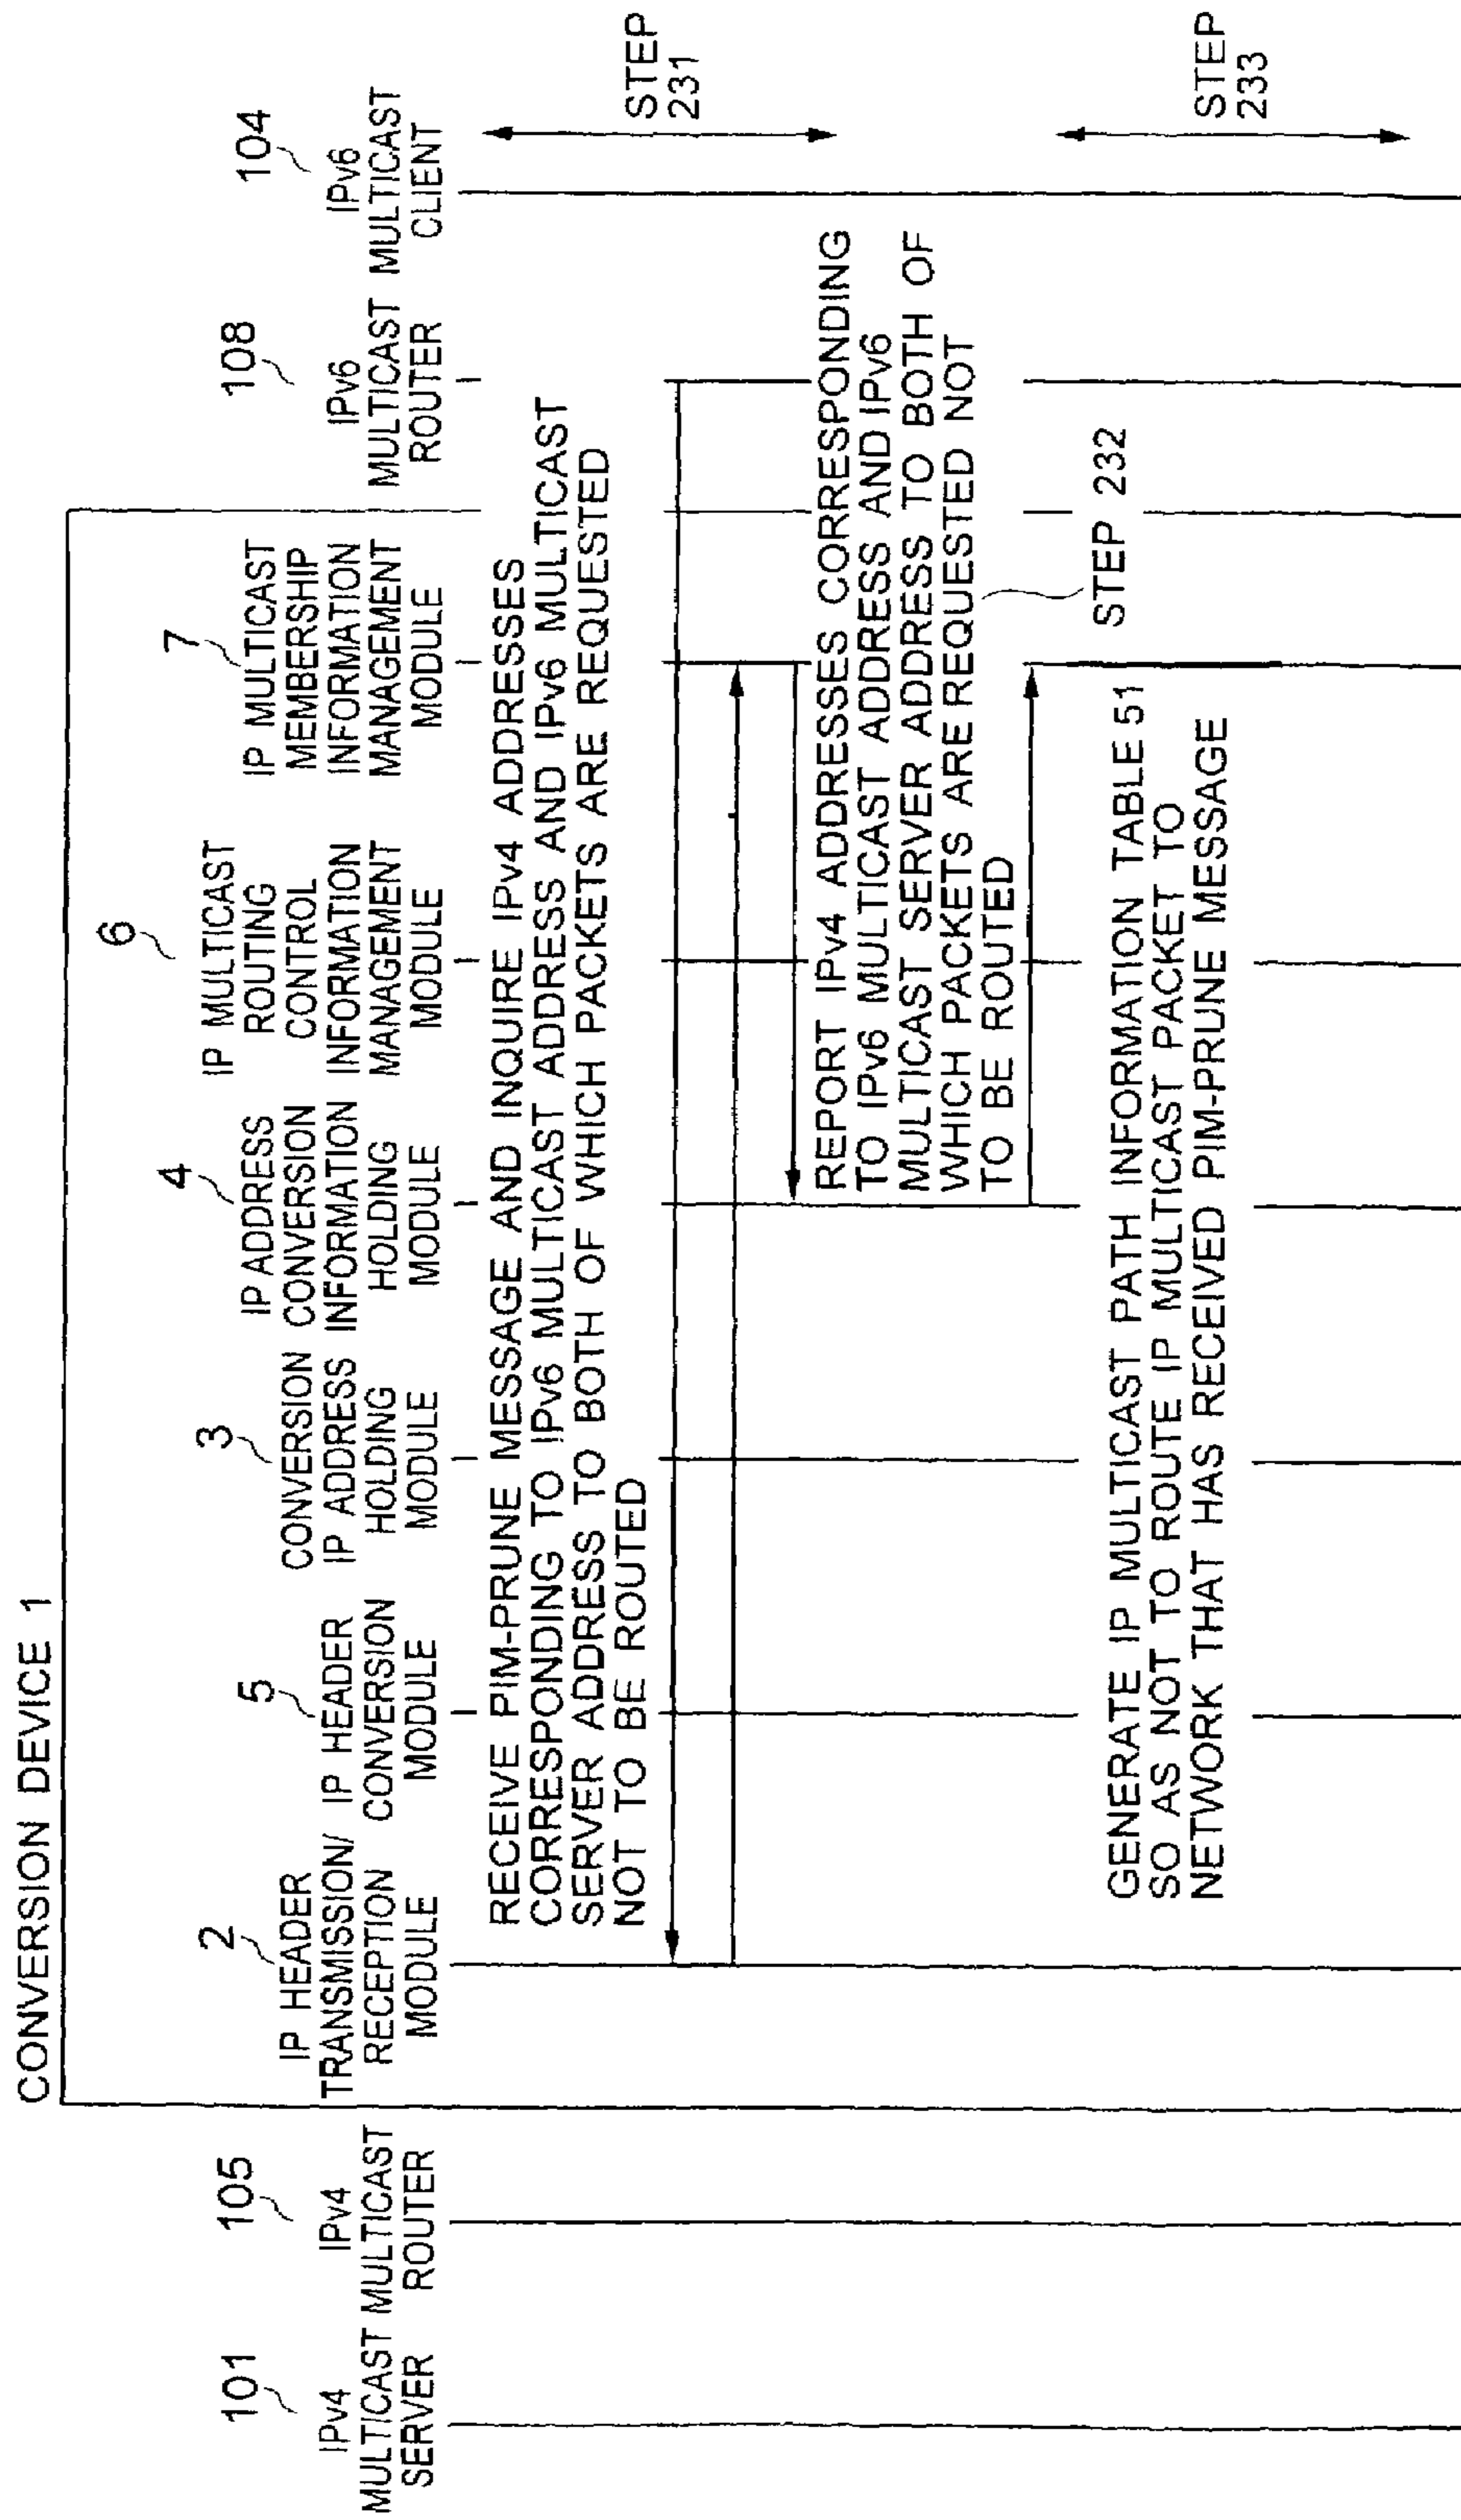 CONVERSION DEVICE 1
101
IPv4
MULTICAST
SERVER
105
IPv4
MULTICAST
ROUTER
2
IP HEADER
TRANSMISSION/
RECEPTION
MODULE
5
IP HEADER
CONVERSION
MODULE
3
CONVERSION
IP ADDRESS
HOLDING
MODULE
4
IP ADDRESS
CONVERSION
INFORMATION
HOLDING
MODULE
6
IP MULTICAST
ROUTING
CONTROL
INFORMATION
MANAGEMENT
MODULE
7
IP MULTICAST
MEMBERSHIP
INFORMATION
MANAGEMENT
MODULE
108
IPv6
MULTICAST
ROUTER
104
IPv6
MULTICAST
CLIENT
RECEIVE PIM-PRUNE MESSAGE AND INQUIRE IPv4 ADDRESSES
CORRESPONDING TO IPv6 MULTICAST ADDRESS AND IPv6 MULTICAST
SERVER ADDRESS TO BOTH OF WHICH PACKETS ARE REQUESTED
NOT TO BE ROUTED
STEP
231
REPORT IPv4 ADDRESSES CORRESPONDING
TO IPv6 MULTICAST ADDRESS AND IPv6
MULTICAST SERVER ADDRESS TO BOTH OF
WHICH PACKETS ARE REQUESTED NOT
TO BE ROUTED
STEP 232
GENERATE IP MULTICAST PATH INFORMATION TABLE 51
SO AS NOT TO ROUTE IP MULTICAST PACKET TO
NETWORK THAT HAS RECEIVED PIM-PRUNE MESSAGE
STEP
233